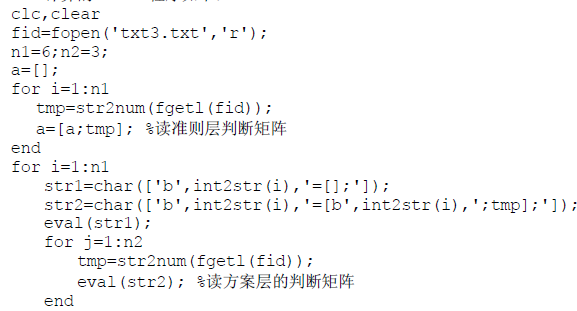 clc,clear
fid=fopen('txt3.txt','r');
n1=6;n2=3;
a=[];
for i=1:n1
tmp=str2num(fgetl(fid));
a=[a;tmp]; %读准则层判断矩阵
end
for i=1:n1
str1=char(['b',int2str(i),'=[];']);
str2=char(['b',int2str(i),'=[b',int2str(i),';tmp];']);
eval(str1);
for j=1:n2
tmp=str2num(fgetl(fid));
eval(str2); %读方案层的判断矩阵
end